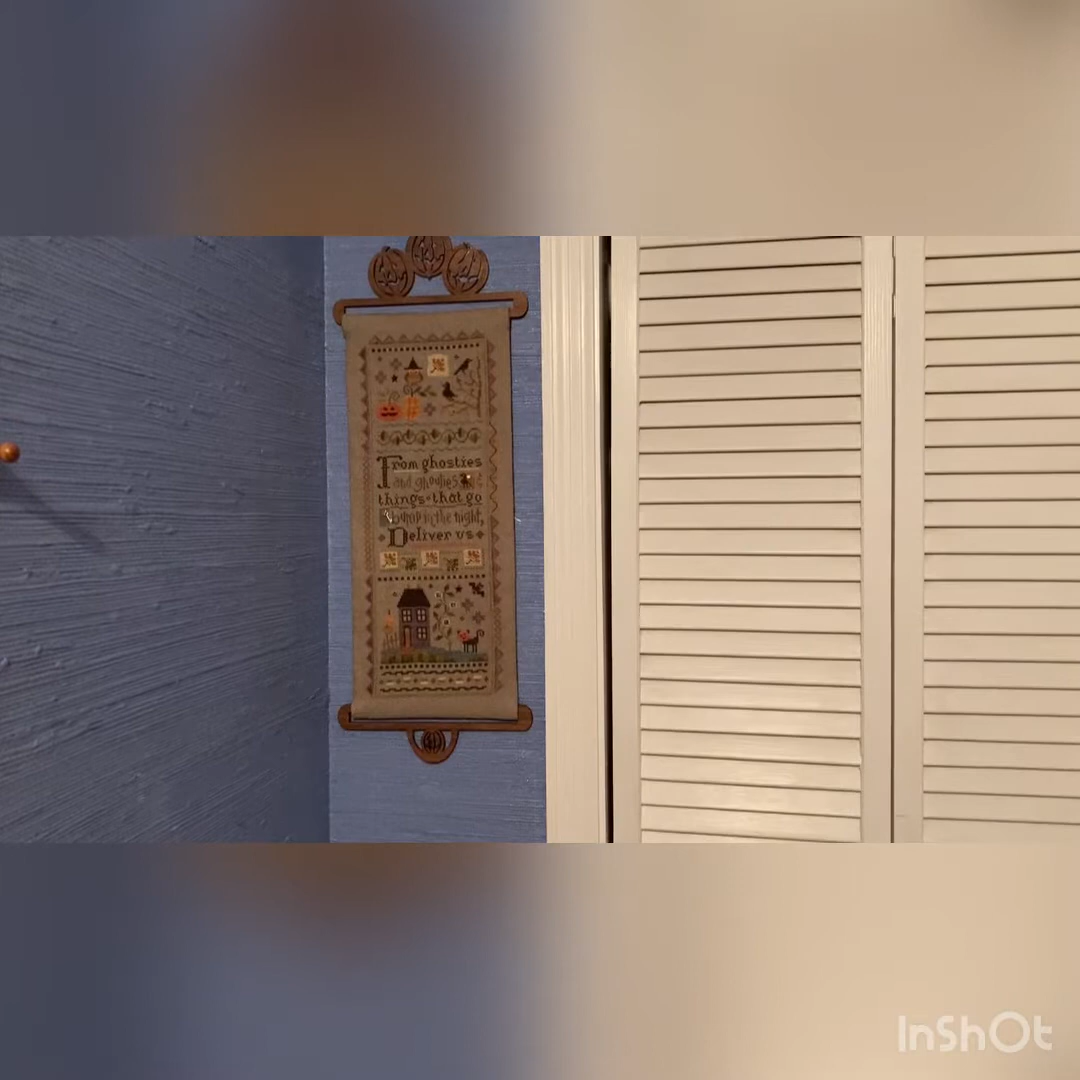 From ghosties
and ghoulies &
things that go
bump in the night,
Deliver us
InShOt